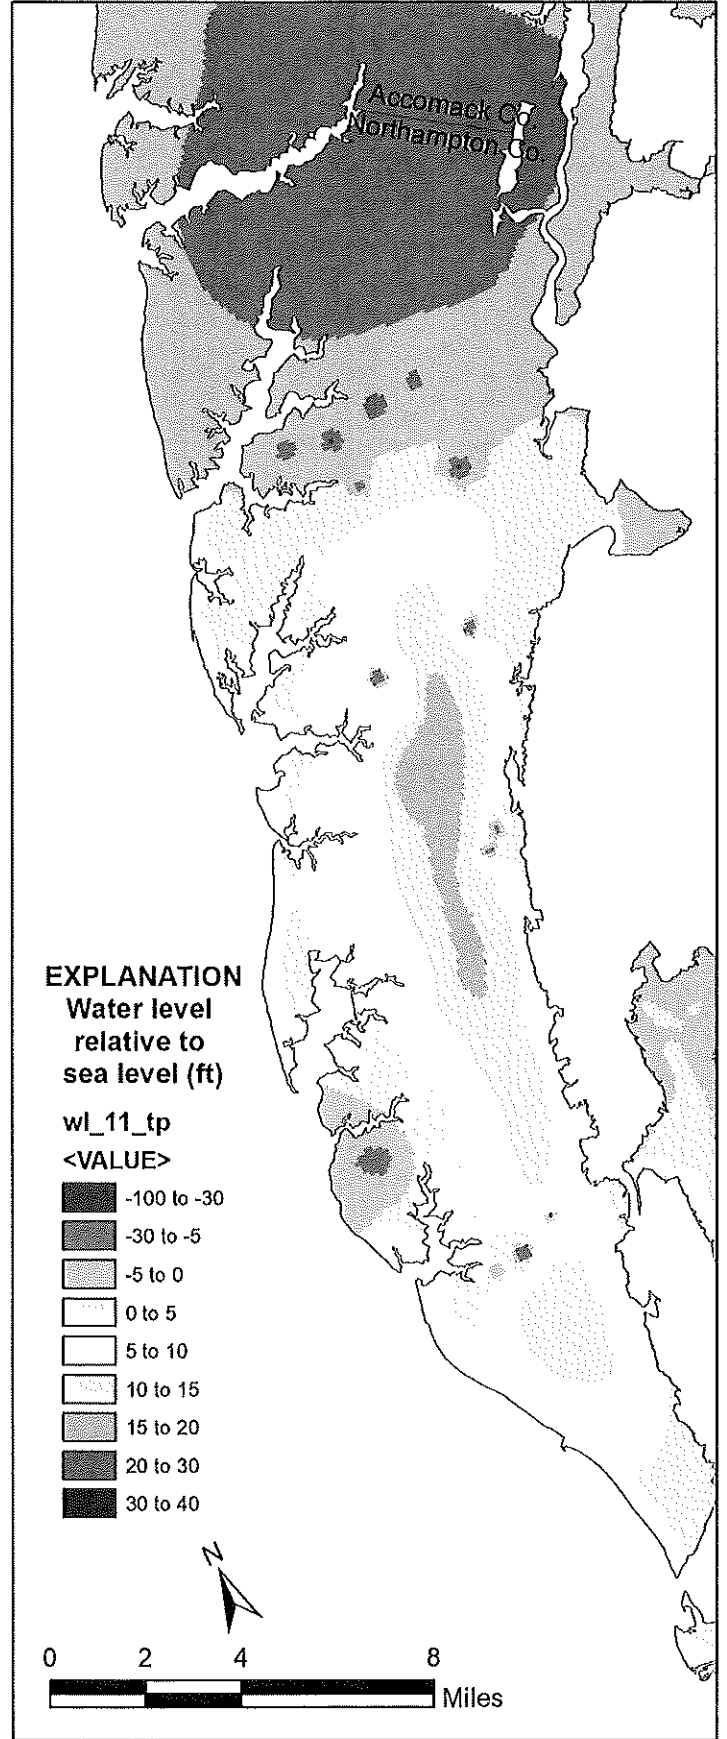 Accomack Co.
Northampton Co.
EXPLANATION
Water level
relative to
sea level (ft)
wl_11_tp
<VALUE>
-100 to -30
-30 to -5
-5 to 0
0 to 5
5 to 10
10 to 15
15 to 20
20 to 30
30 to 40
N
0 2 4 8
Miles